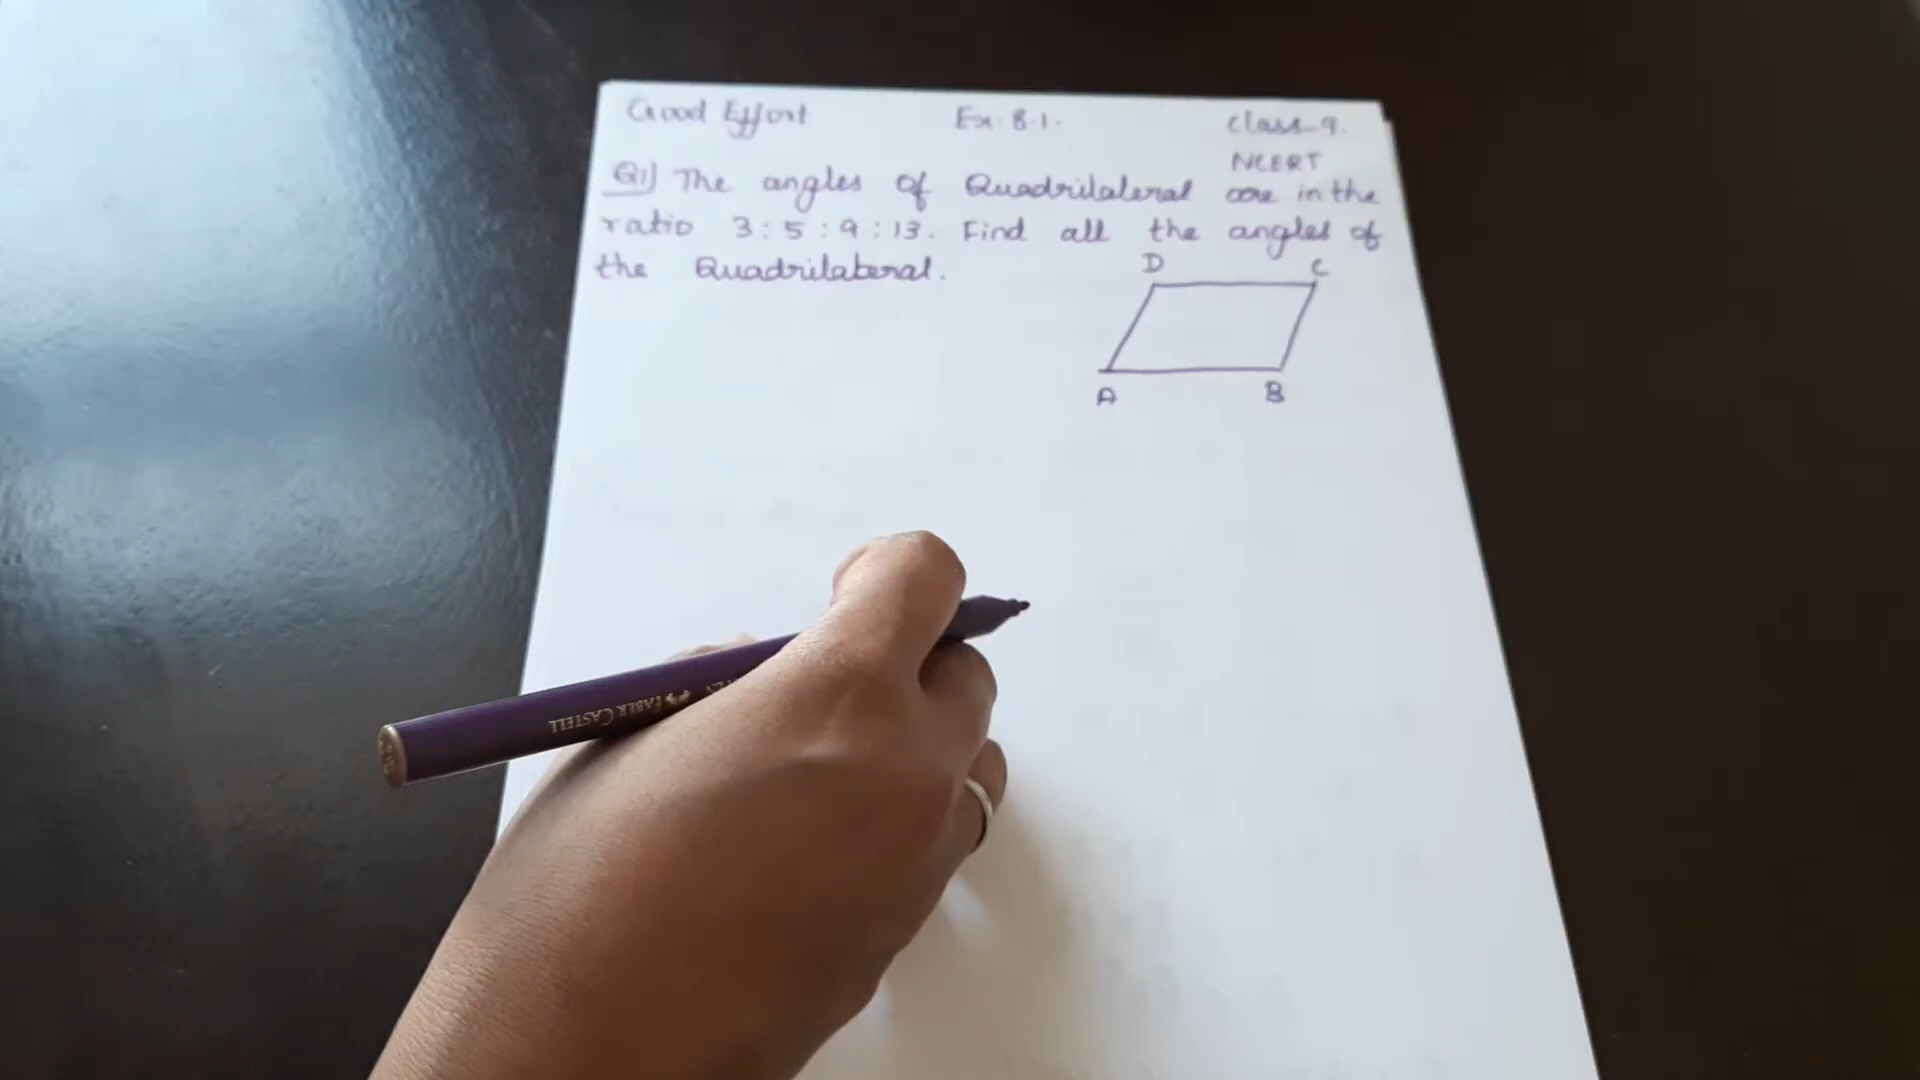 Good Effort Ex. 8.1. Class-9.
NCERT
Q1] The angles of Quadrilateral are in the
ratio 3 : 5 : 9 : 13. Find all the angles of
the Quadrilateral.
D C
A B
FABER CASTELL